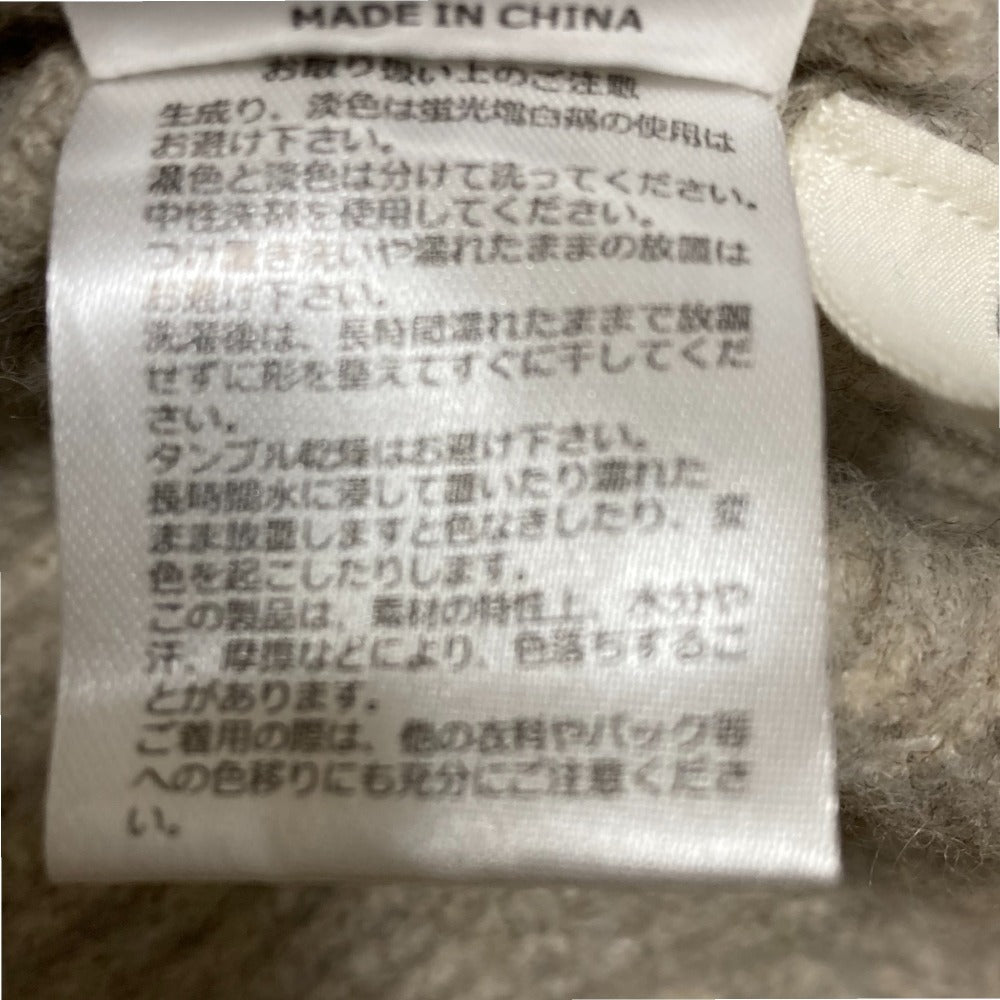 MADE IN CHINA
お取り扱い上のご注意
生成り、淡色は蛍光増白剤の使用は
お避け下さい。
濃色と淡色は分けて洗ってください。
中性洗剤を使用してください。
つけ置き洗いや濡れたままの放置は
お避け下さい。
洗濯後は、長時間濡れたままで放置
せずに形を整えてすぐに干してくだ
さい。
タンブル乾燥はお避け下さい。
長時間水に浸して置いたり濡れた
まま放置しますと色なきしたり、変
色を起こしたりします。
この製品は、素材の特性上、水分や
汗、摩擦などにより、色落ちするこ
とがあります。
ご着用の際は、他の衣料やバッグ等
への色移りにも充分にご注意くださ
い。